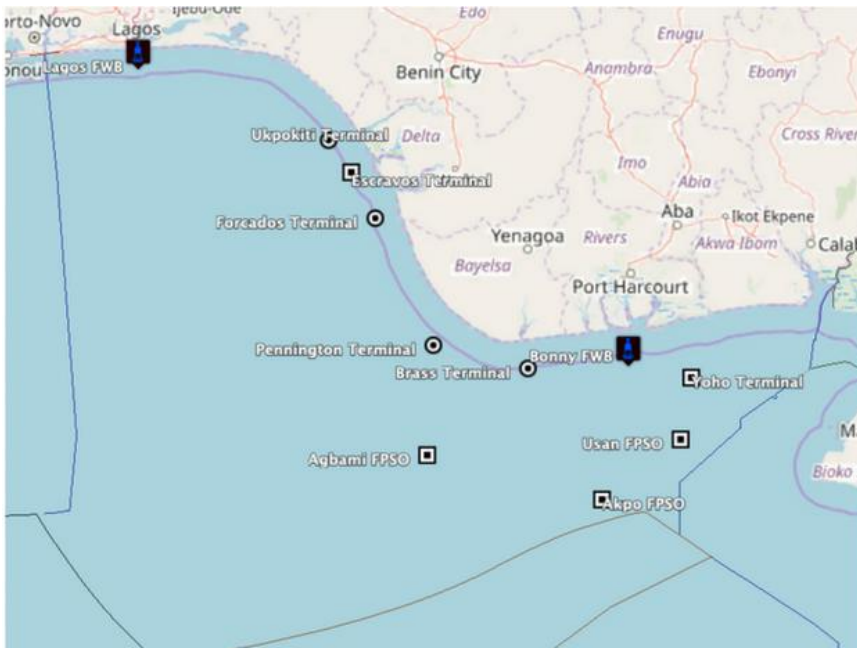 orto-Novo
Lagos
Edo
Enugu
onou
Lagos FWB
Benin City
Anambra
Ebonyi
Ukpokiti Terminal
Delta
Cross River
Escravos Terminal
Imo
Abia
Forcados Terminal
Aba
Ikot Ekpene
Yenagoa
Rivers
Akwa Ibom
Calab
Bayelsa
Port Harcourt
Pennington Terminal
Bonny FWB
Brass Terminal
Yoho Terminal
Ma
Usan FPSO
Agbami FPSO
Bioko
Akpo FPSO